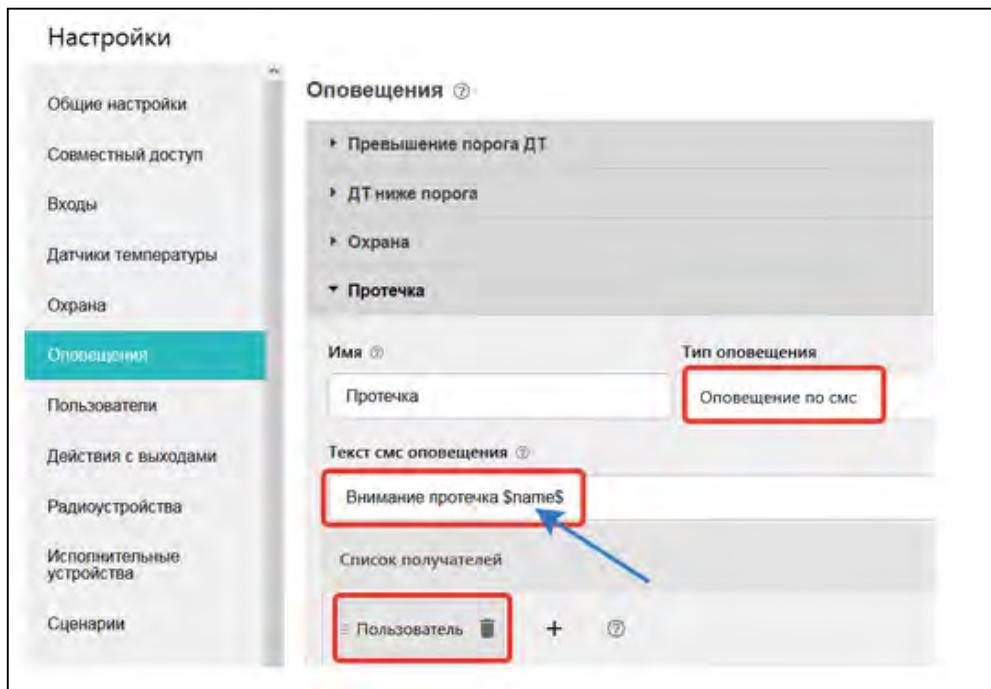 Настройки
Общие настройки
Совместный доступ
Входы
Датчики температуры
Охрана
Оповещения
Пользователи
Действия с выходами
Радиоустройства
Исполнительные
устройства
Сценарии
Оповещения ?
Превышение порога ДТ
ДТ ниже порога
Охрана
Протечка
Имя ?
Тип оповещения
Протечка
Оповещение по смс
Текст смс оповещения ?
Внимание протечка $name$
Список получателей
Пользователь + ?